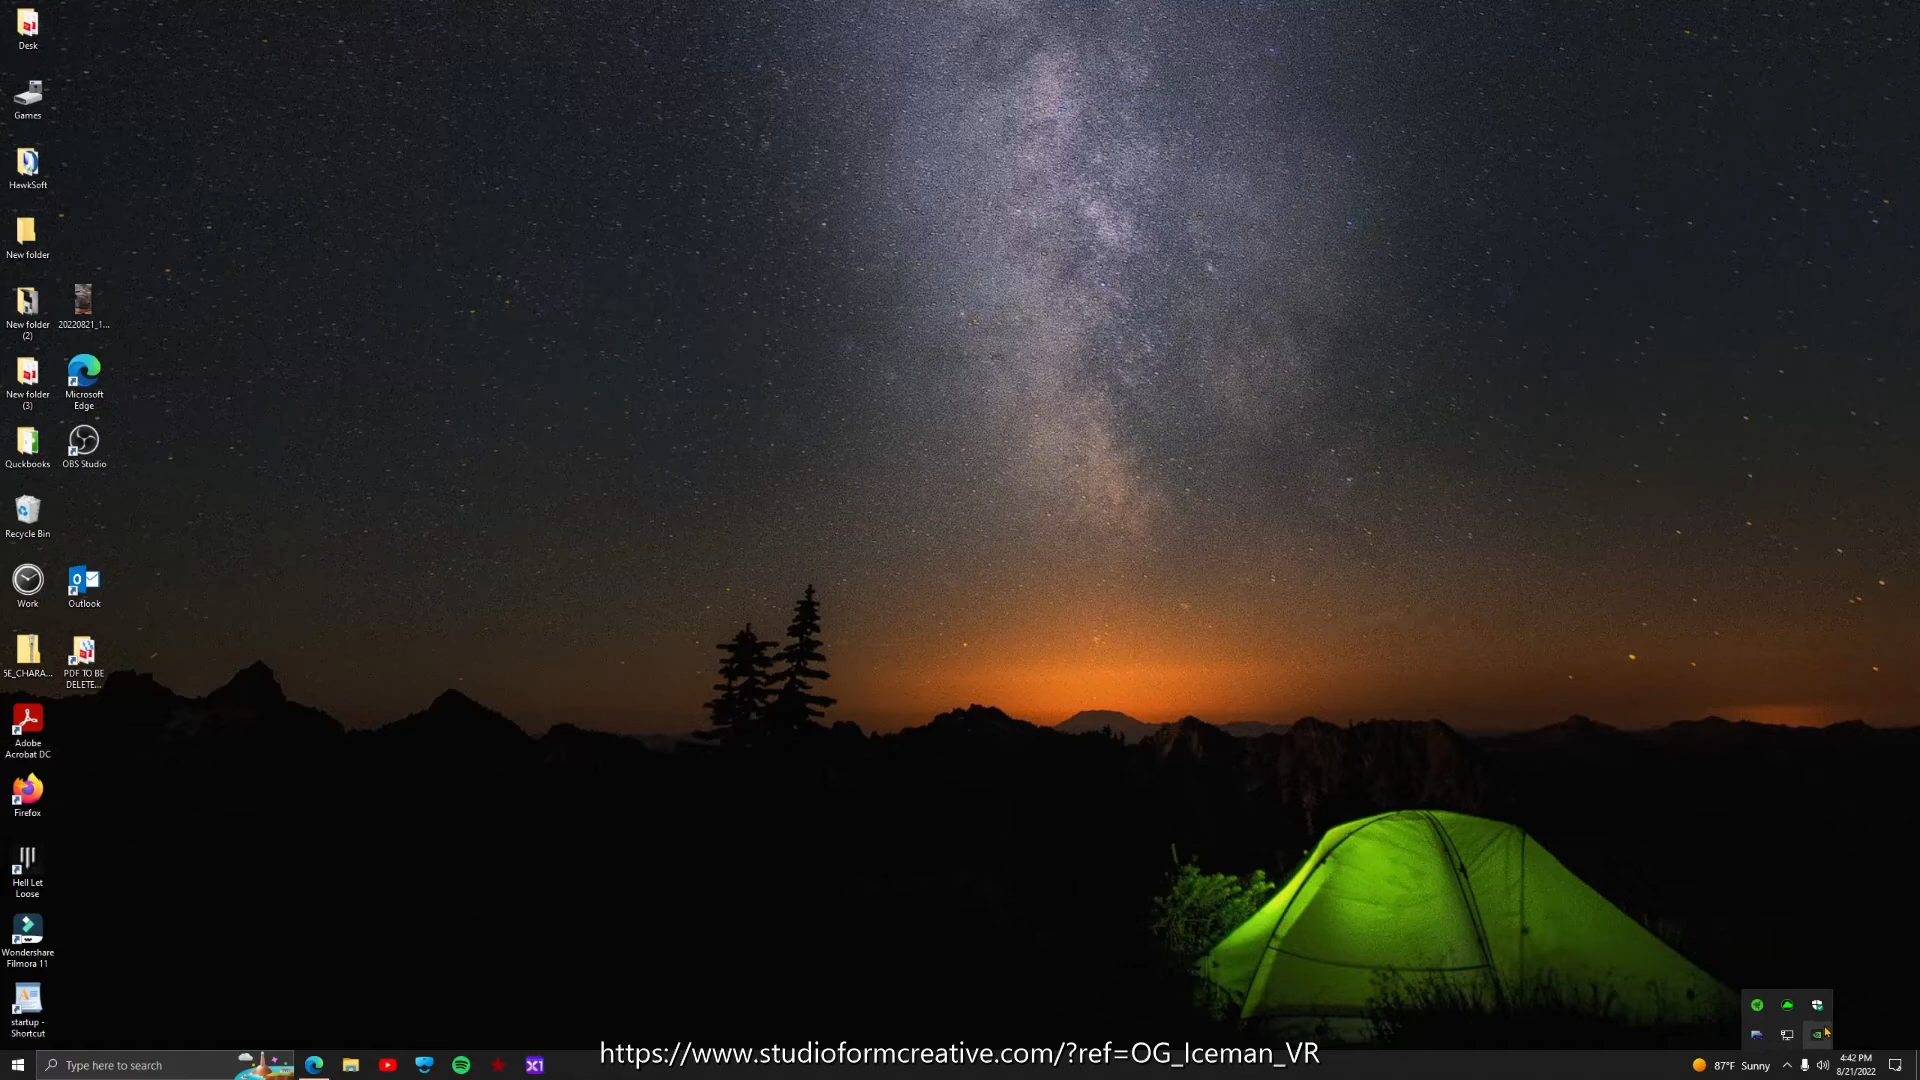 Desk
Games
HawkSoft
New folder
New folder
(2)
20220821_1...
New folder
(3)
Microsoft
Edge
Quckbooks
OBS Studio
Recycle Bin
Work
Outlook
5E_CHARA...
PDF TO BE
DELETE...
Adobe
Acrobat DC
Firefox
Hell Let
Loose
Wondershare
Filmora 11
startup -
Shortcut
https://www.studioformcreative.com/?ref=OG_Iceman_VR
Type here to search
X1
87°F Sunny
4:42 PM
8/21/2022